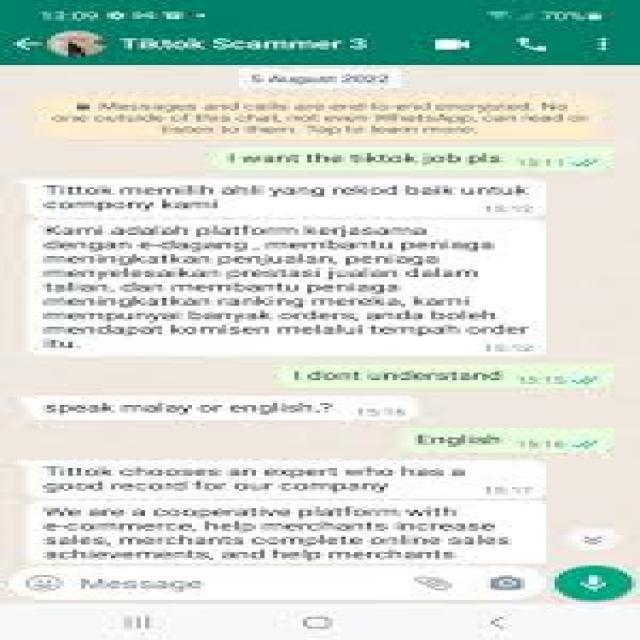 13:09
70%
Tiktok Scammer 3
5 August 2022
Messages and calls are end-to-end encrypted. No
one outside of this chat, not even WhatsApp, can read or
listen to them. Tap to learn more.
I want the tiktok job pls 15:11
Tittok memilih ahli yang rekod baik untuk
company kami
15:12
Kami adalah platform kerjasama
dengan e-dagang , membantu peniaga
meningkatkan penjualan, peniaga
menyelesaikan prestasi jualan dalam
talian, dan membantu peniaga
meningkatkan ranking mereka, kami
mempunyai banyak orders, anda boleh
mendapat komisen melalui tempah order
itu.
15:12
I dont understand 15:15
speak malay or english.? 15:16
English 15:16
Tittok chooses an expert who has a
good record for our company
15:17
We are a cooperative platform with
e-commerce, help merchants increase
sales, merchants complete online sales
achievements, and help merchants
Message